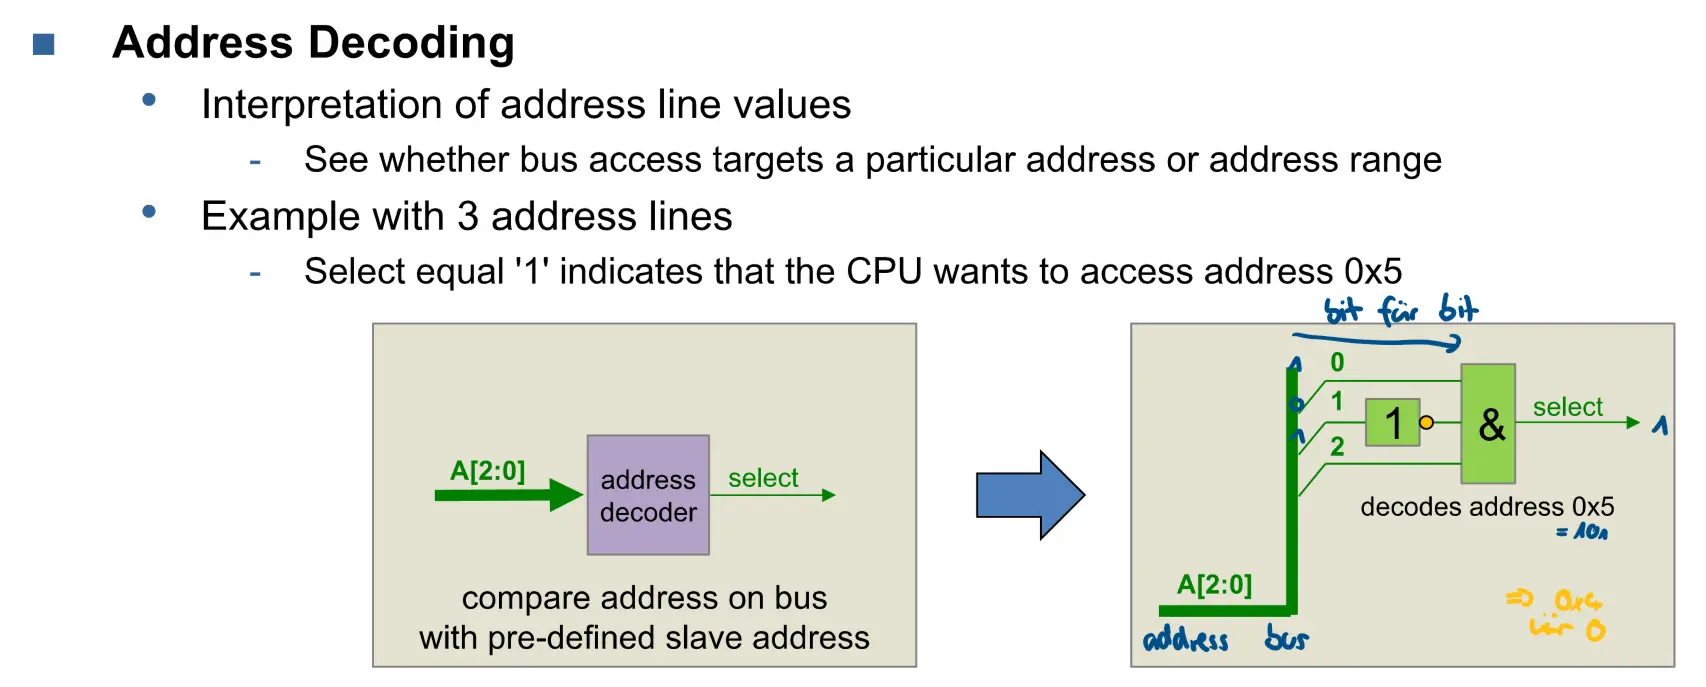 Address Decoding
Interpretation of address line values
- See whether bus access targets a particular address or address range
Example with 3 address lines
- Select equal '1' indicates that the CPU wants to access address 0x5
A[2:0]
address
decoder
select
compare address on bus
with pre-defined slave address
bit für bit
1
0
1
0
1
2
1
&
select
1
decodes address 0x5
= 101
A[2:0]
address bus
⇒ 0x4
wär 0